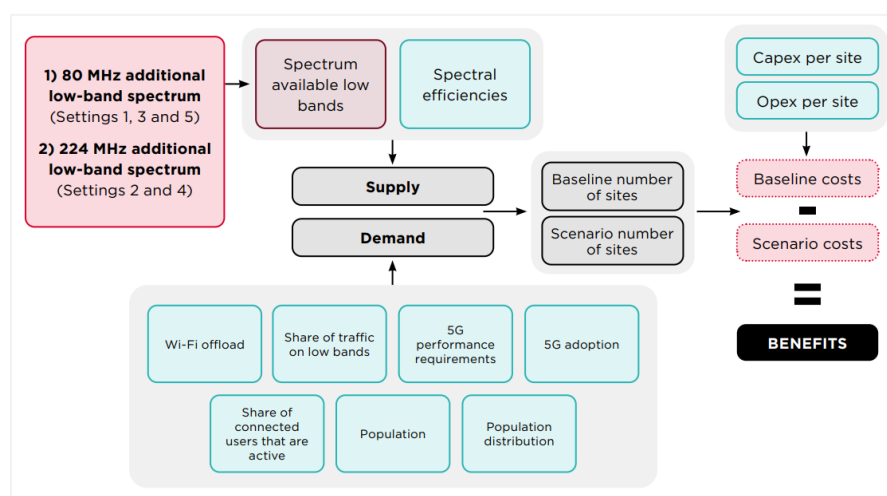 1) 80 MHz additional
low-band spectrum
(Settings 1, 3 and 5)
2) 224 MHz additional
low-band spectrum
(Settings 2 and 4)
Spectrum
available low
bands
Spectral
efficiencies
Capex per site
Opex per site
Supply
Demand
Baseline number
of sites
Scenario number
of sites
Baseline costs
-
Scenario costs
=
BENEFITS
Wi-Fi offload
Share of traffic
on low bands
5G
performance
requirements
5G adoption
Share of
connected
users that are
active
Population
Population
distribution